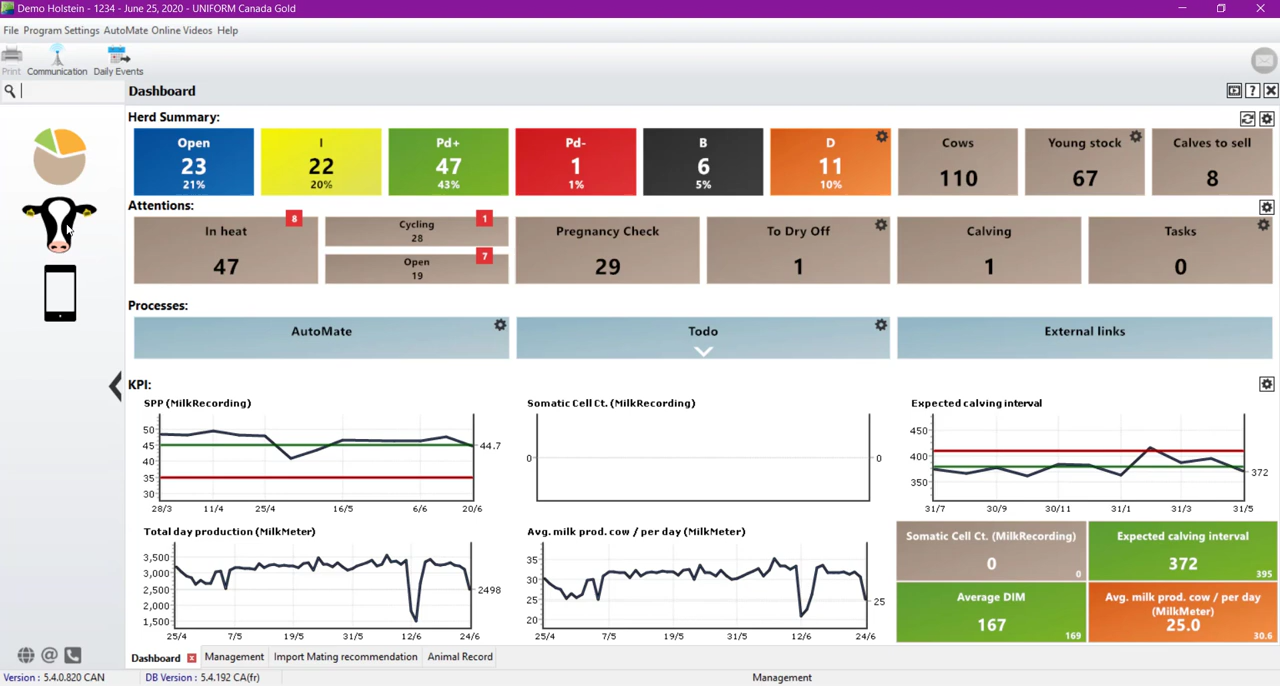 Demo Holstein - 1234 - June 25, 2020 - UNIFORM Canada Gold
File Program Settings AutoMate Online Videos Help
Print Communication Daily Events
Dashboard
Herd Summary:
Open I Pd+ Pd- B D Cows Young stock Calves to sell
23 22 47 1 6 11 110 67 8
21% 20% 43% 1% 5% 10%
Attentions:
In heat 8 Cycling 1 Pregnancy Check To Dry Off Calving Tasks
28
47 Open 7 29 1 1 0
19
Processes:
AutoMate Todo External links
KPI:
SPP (MilkRecording)
50
45
40
35
30
44.7
28/3 11/4 25/4 16/5 6/6 20/6
Somatic Cell Ct. (MilkRecording)
0 0
Expected calving interval
450
400
350
372
31/7 30/9 30/11 31/1 31/3 31/5
Total day production (MilkMeter)
3,500
3,000
2,500
2,000
1,500
2498
25/4 7/5 19/5 31/5 12/6 24/6
Avg. milk prod. cow / per day (MilkMeter)
35
30
25
20
25
25/4 7/5 19/5 31/5 12/6 24/6
Somatic Cell Ct. (MilkRecording)
0
0
Expected calving interval
372
395
Average DIM
167
169
Avg. milk prod. cow / per day
(MilkMeter)
25.0
30.6
Dashboard Management Import Mating recommendation Animal Record
Version : 5.4.0.820 CAN DB Version : 5.4.192 CA(fr) Management